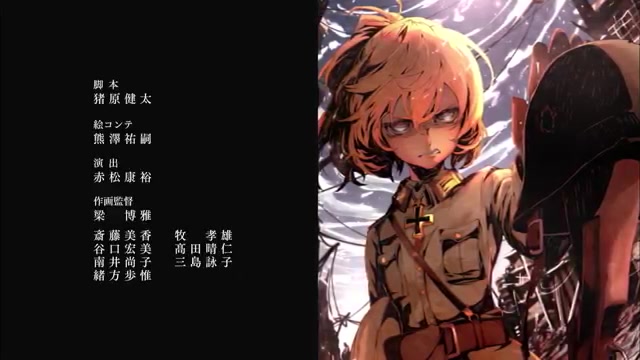 脚本
猪原健太
絵コンテ
熊澤祐嗣
演出
赤松康裕
作画監督
梁 博雅
斎藤美香 牧 孝雄
谷口宏美 髙田晴仁
南井尚子 三島詠子
緒方歩惟